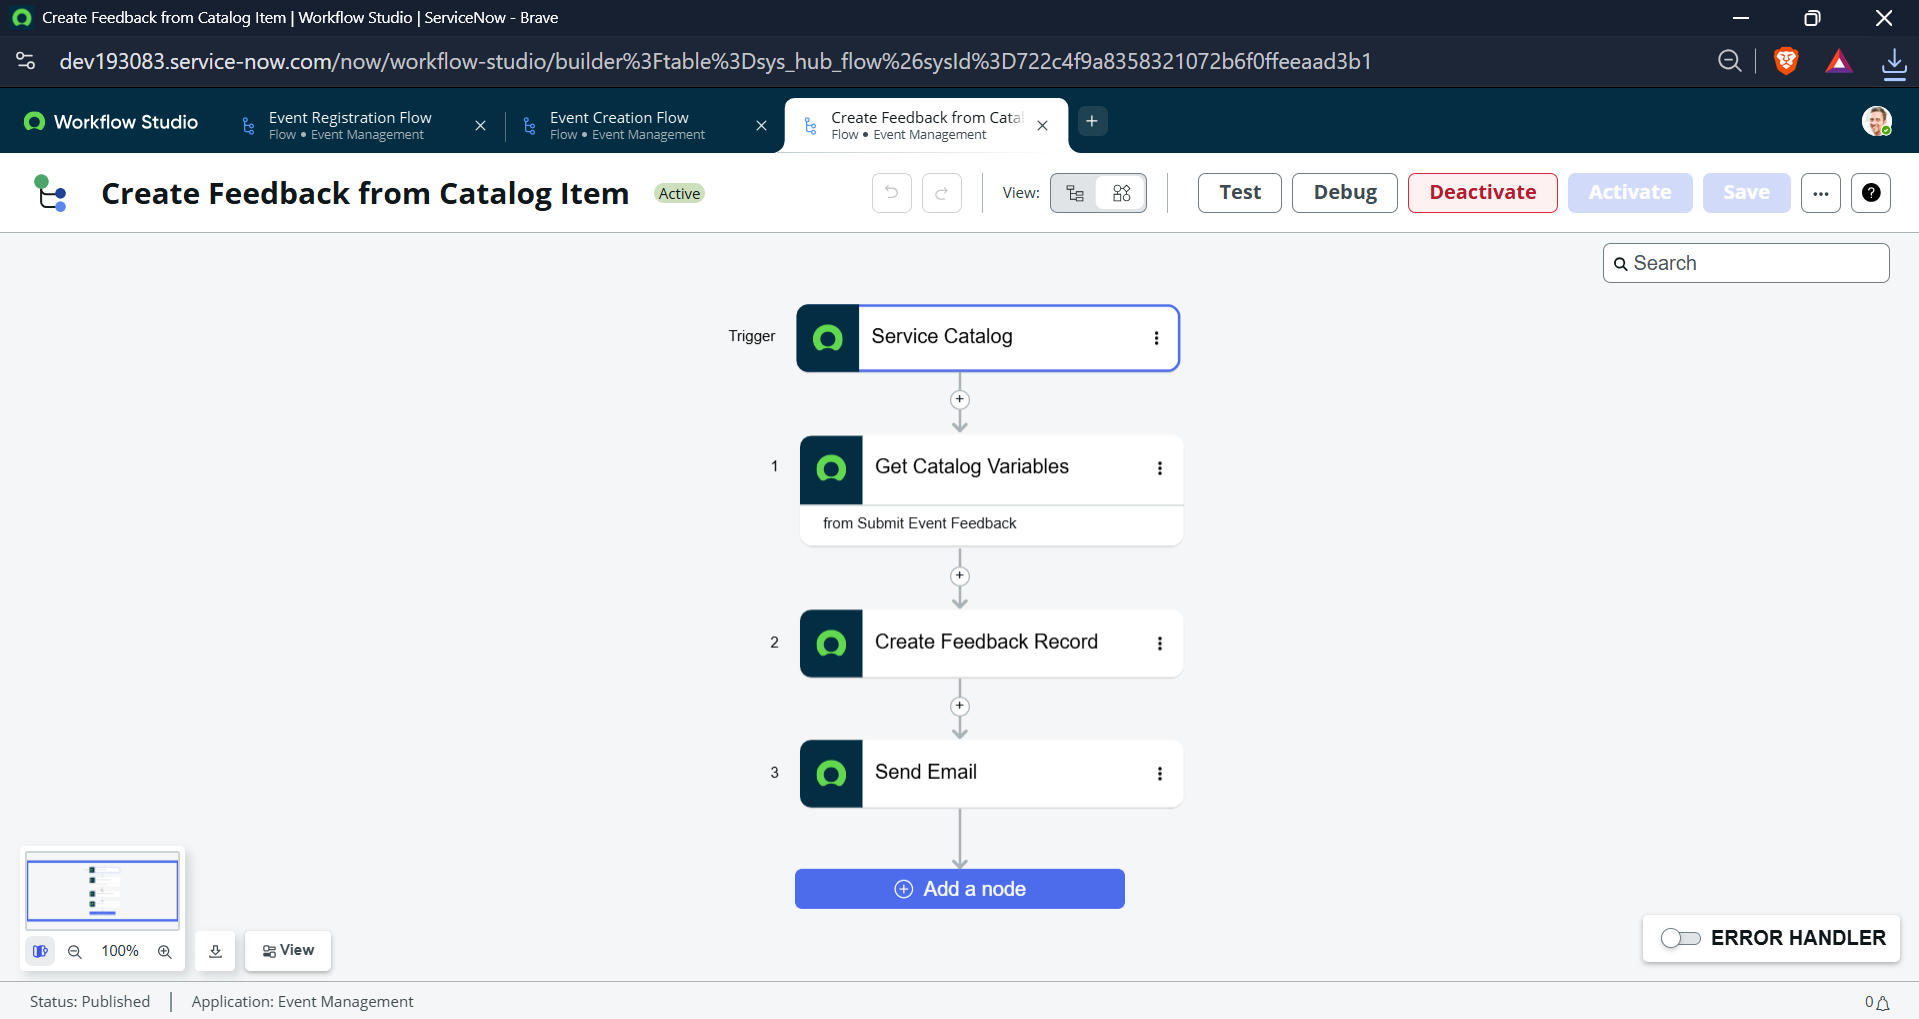 Create Feedback from Catalog Item | Workflow Studio | ServiceNow - Brave
dev193083.service-now.com/now/workflow-studio/builder%3Ftable%3Dsys_hub_flow%26sysId%3D722c4f9a8358321072b6f0ffeeaad3b1
Workflow Studio
Event Registration Flow
Flow • Event Management
Event Creation Flow
Flow • Event Management
Create Feedback from Catal
Flow • Event Management
Create Feedback from Catalog Item
Active
View:
Test
Debug
Deactivate
Activate
Save
Search
Trigger
Service Catalog
1
Get Catalog Variables
from Submit Event Feedback
2
Create Feedback Record
3
Send Email
Add a node
100%
View
ERROR HANDLER
Status: Published
Application: Event Management
0